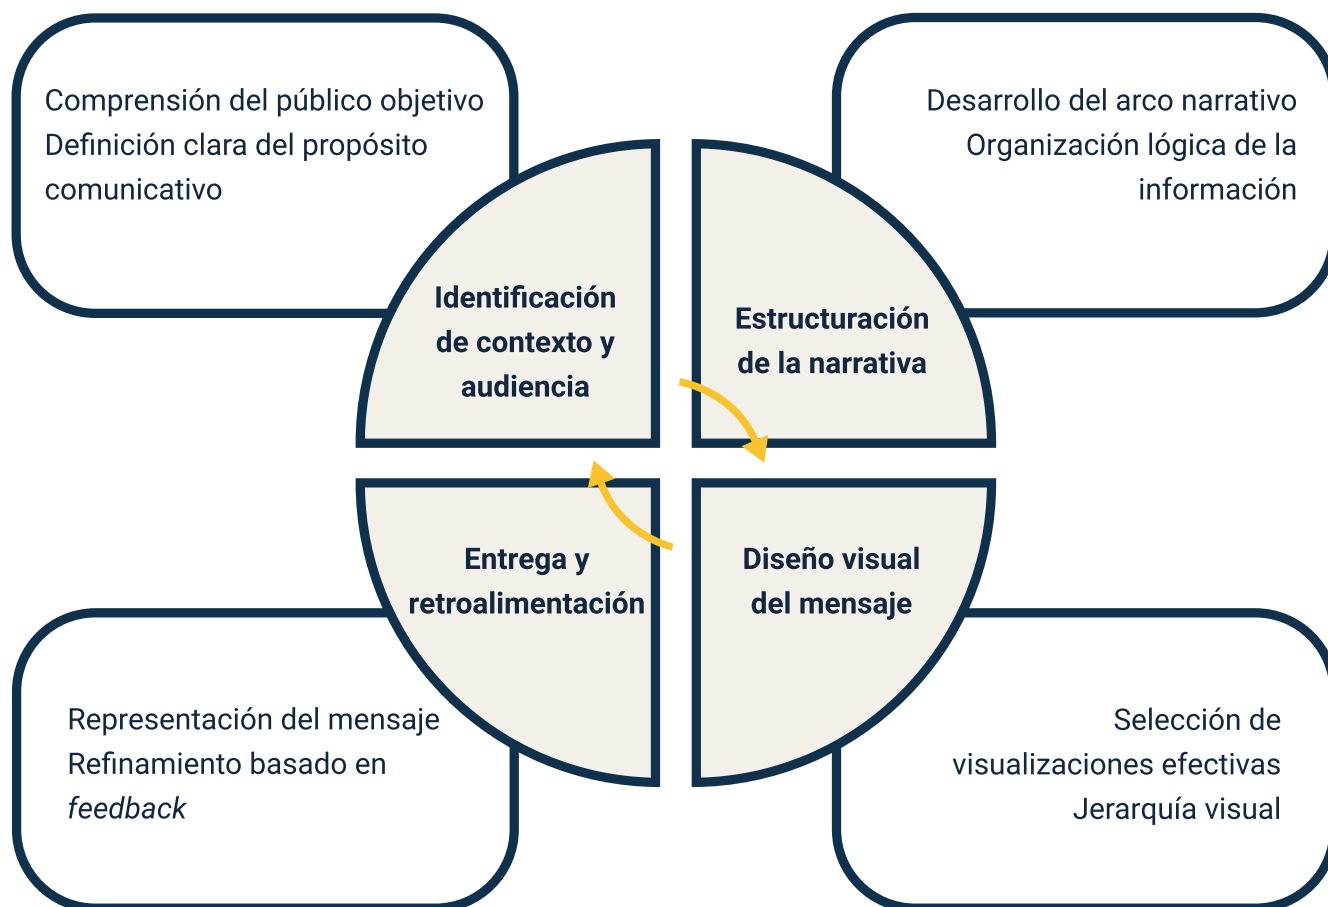 Comprensión del público objetivo
Definición clara del propósito
comunicativo
Desarrollo del arco narrativo
Organización lógica de la
información
Identificación
de contexto y
audiencia
Estructuración
de la narrativa
Entrega y
retroalimentación
Diseño visual
del mensaje
Representación del mensaje
Refinamiento basado en
feedback
Selección de
visualizaciones efectivas
Jerarquía visual